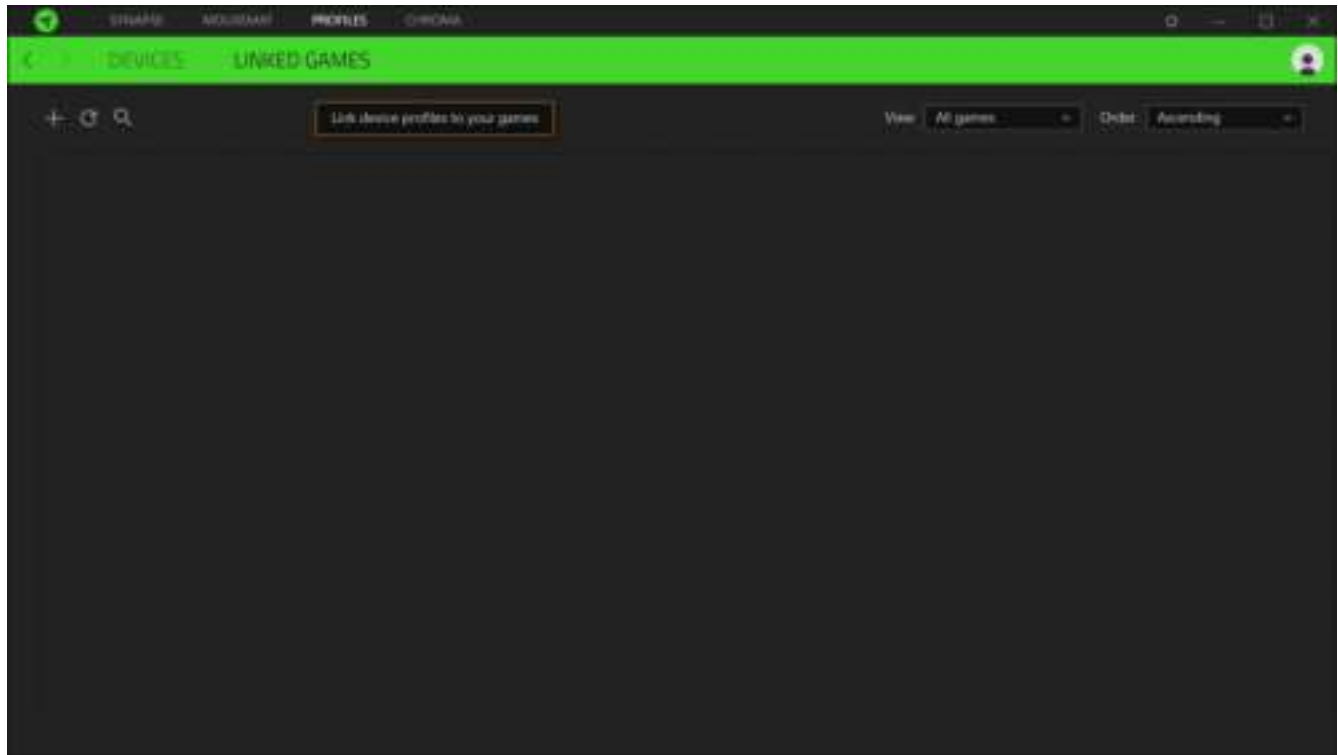 SYNAPSE MOUSEMAT PROFILES CHROMA
DEVICES LINKED GAMES
Link device profiles to your games
View All games Order Ascending